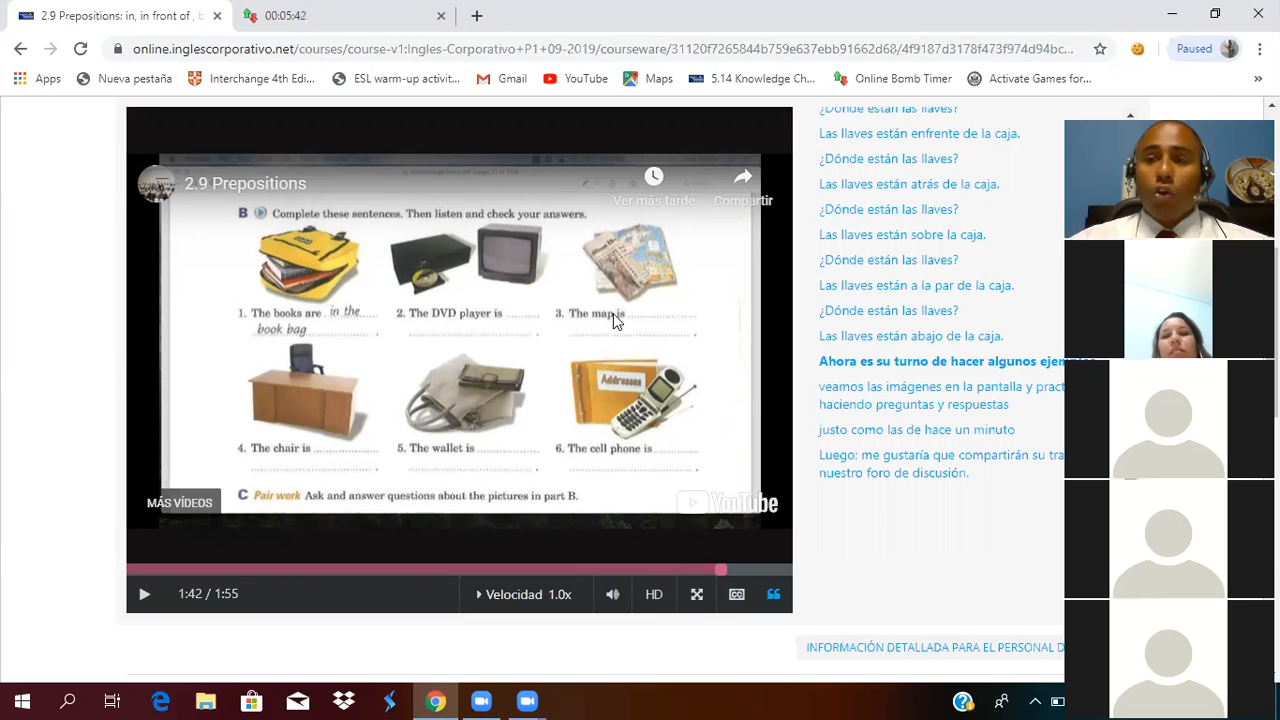 2.9 Prepositions: in, in front of , b
00:05:42
online.inglescorporativo.net/courses/course-v1:Ingles-Corporativo+P1+09-2019/courseware/31120f7265844b759e637ebb91662d68/4f9187d3178f473f974d94bc...
Paused
Apps
Nueva pestaña
Interchange 4th Edi...
ESL warm-up activit...
Gmail
YouTube
Maps
5.14 Knowledge Ch...
Online Bomb Timer
Activate Games for...
2.9 Prepositions
Ver más tarde
Compartir
B Complete these sentences. Then listen and check your answers.
1. The books are in the
book bag
2. The DVD player is
3. The map is
Addresses
4. The chair is
5. The wallet is
6. The cell phone is
C Pair work Ask and answer questions about the pictures in part B.
MÁS VÍDEOS
YouTube
1:42 / 1:55
Velocidad 1.0x
HD
¿Dónde están las llaves?
Las llaves están enfrente de la caja.
¿Dónde están las llaves?
Las llaves están atrás de la caja.
¿Dónde están las llaves?
Las llaves están sobre la caja.
¿Dónde están las llaves?
Las llaves están a la par de la caja.
¿Dónde están las llaves?
Las llaves están abajo de la caja.
Ahora es su turno de hacer algunos
veamos las imágenes en la pantalla y pract
haciendo preguntas y respuestas
justo como las de hace un minuto
Luego; me gustaría que compartirán su tra
nuestro foro de discusión.
INFORMACIÓN DETALLADA PARA EL PERSONAL D